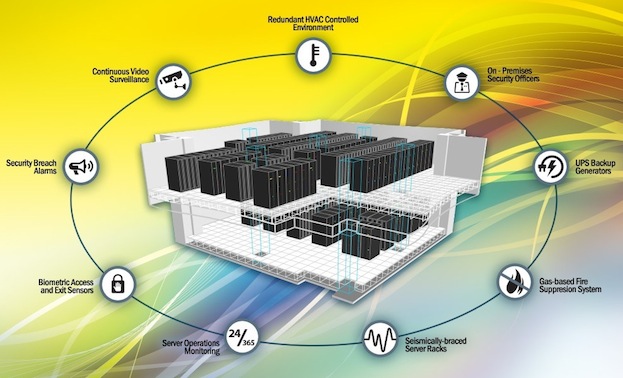 Redundant HVAC Controlled
Environment
Continuous Video
Surveillance
On - Premises
Security Officers
Security Breach
Alarms
UPS Backup
Generators
Biometric Access
and Exit Sensors
Gas-based Fire
Suppresion System
24/365
Server Operations
Monitoring
Seismically-braced
Server Racks